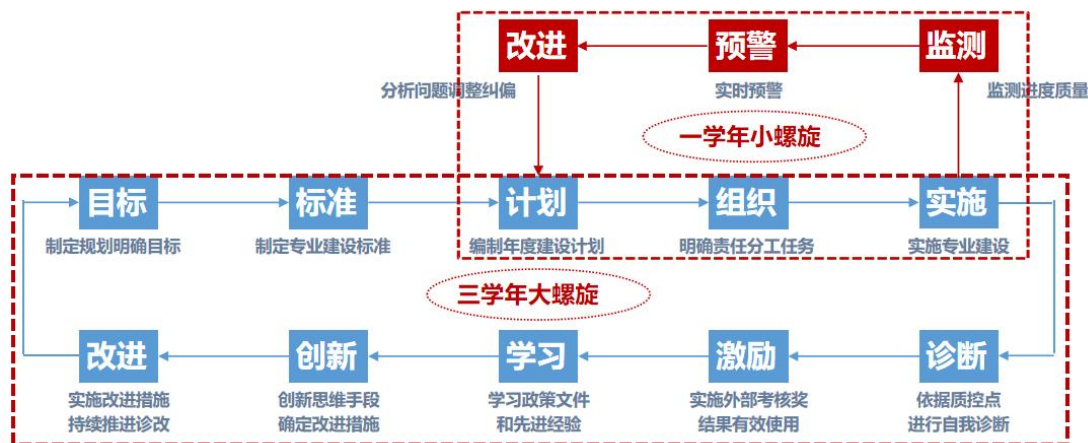 改进
预警
监测
分析问题调整纠偏
实时预警
监测进度质量
一学年小螺旋
目标
标准
计划
组织
实施
制定规划明确目标
制定专业建设标准
编制年度建设计划
明确责任分工任务
实施专业建设
三学年大螺旋
改进
创新
学习
激励
诊断
实施改进措施
持续推进诊改
创新思维手段
确定改进措施
学习政策文件
和先进经验
实施外部考核奖
结果有效使用
依据质控点
进行自我诊断